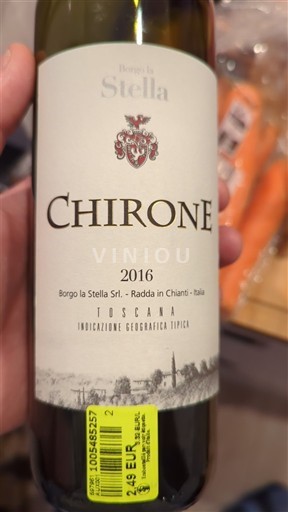 Borgo la
Stella
CHIRONE
VINIOU
2016
Borgo la Stella Srl. - Radda in Chianti - Italia
TOSCANA
INDICAZIONE GEOGRAFICA TIPICA
1005485257
2
2,49 EUR